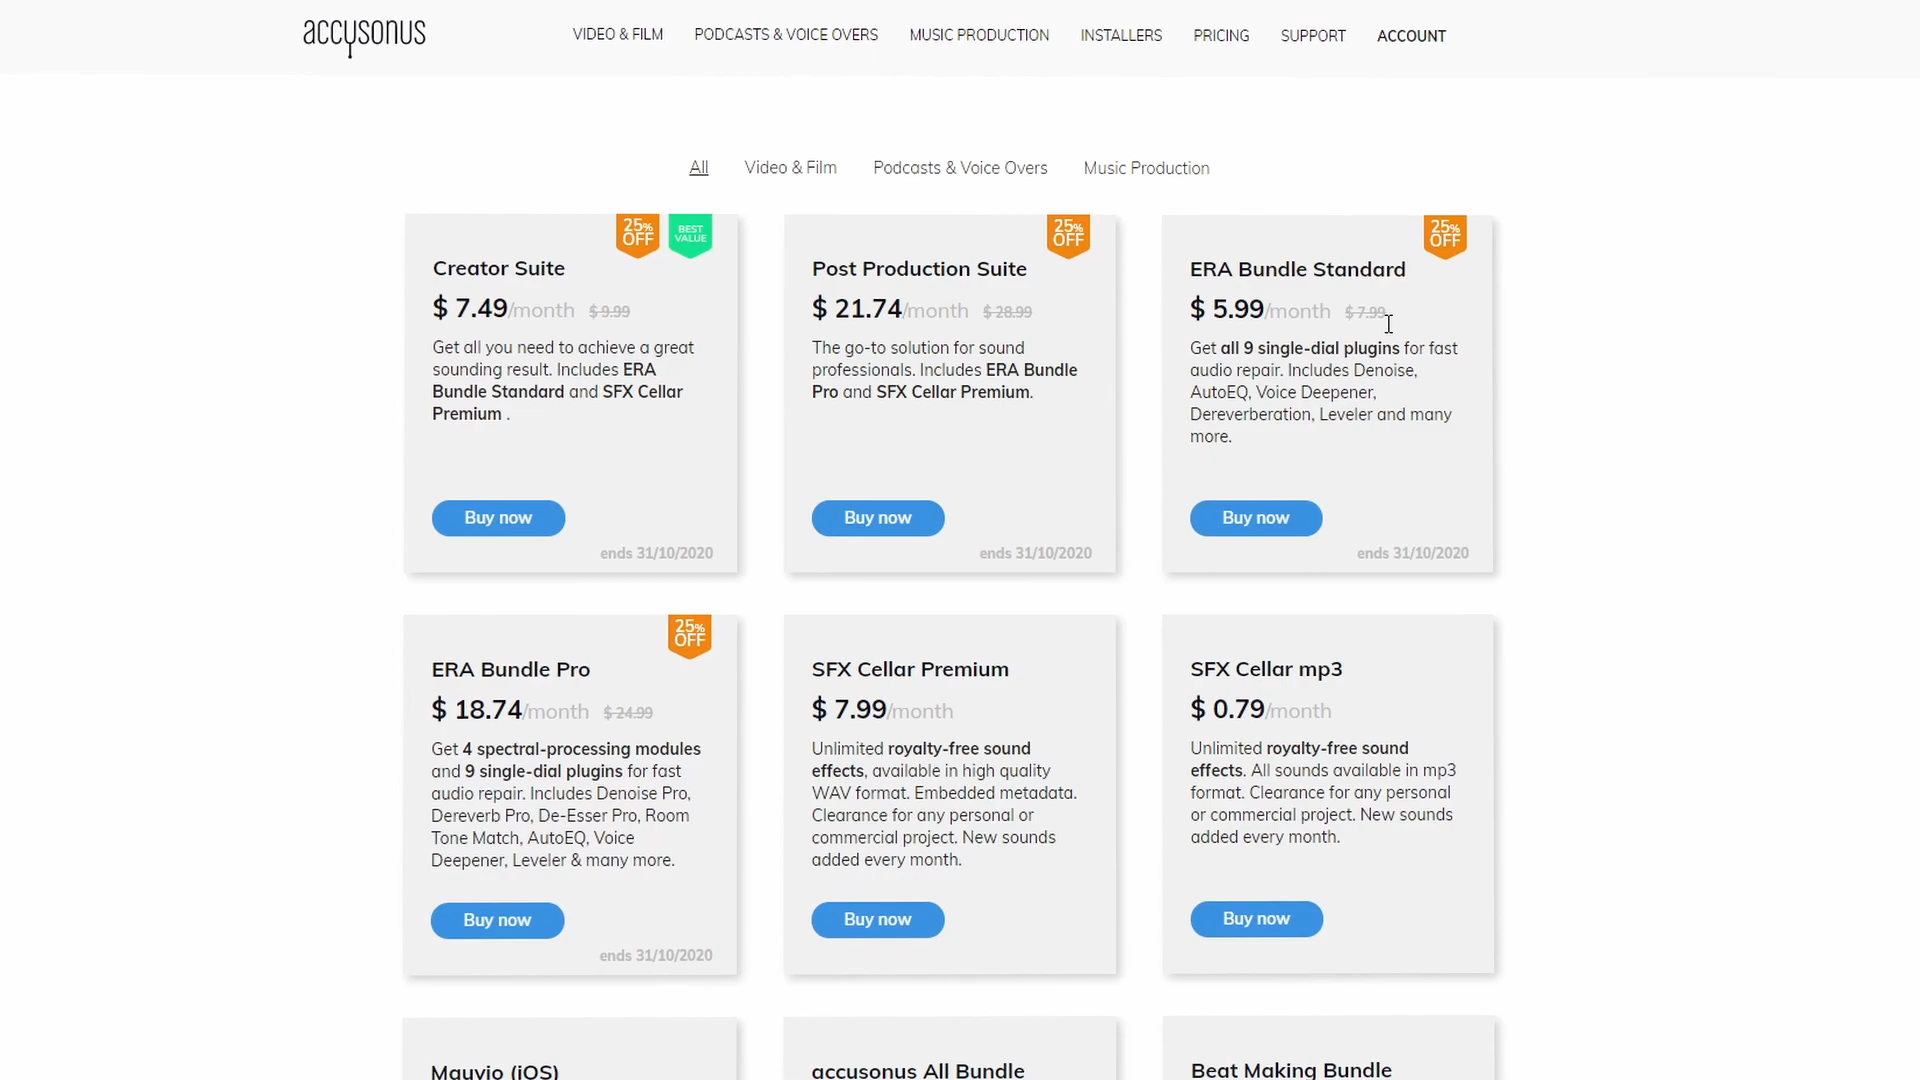 accusonus
VIDEO & FILM
PODCASTS & VOICE OVERS
MUSIC PRODUCTION
INSTALLERS
PRICING
SUPPORT
ACCOUNT
All
Video & Film
Podcasts & Voice Overs
Music Production
25%
OFF
BEST
VALUE
Creator Suite
$ 7.49/month $ 9.99
Get all you need to achieve a great
sounding result. Includes ERA
Bundle Standard and SFX Cellar
Premium .
Buy now
ends 31/10/2020
25%
OFF
Post Production Suite
$ 21.74/month $ 28.99
The go-to solution for sound
professionals. Includes ERA Bundle
Pro and SFX Cellar Premium.
Buy now
ends 31/10/2020
25%
OFF
ERA Bundle Standard
$ 5.99/month $ 7.99
Get all 9 single-dial plugins for fast
audio repair. Includes Denoise,
AutoEQ, Voice Deepener,
Dereverberation, Leveler and many
more.
Buy now
ends 31/10/2020
25%
OFF
ERA Bundle Pro
$ 18.74/month $ 24.99
Get 4 spectral-processing modules
and 9 single-dial plugins for fast
audio repair. Includes Denoise Pro,
Dereverb Pro, De-Esser Pro, Room
Tone Match, AutoEQ, Voice
Deepener, Leveler & many more.
Buy now
ends 31/10/2020
SFX Cellar Premium
$ 7.99/month
Unlimited royalty-free sound
effects, available in high quality
WAV format. Embedded metadata.
Clearance for any personal or
commercial project. New sounds
added every month.
Buy now
SFX Cellar mp3
$ 0.79/month
Unlimited royalty-free sound
effects. All sounds available in mp3
format. Clearance for any personal
or commercial project. New sounds
added every month.
Buy now
Mauvio (iOS)
accusonus All Bundle
Beat Making Bundle